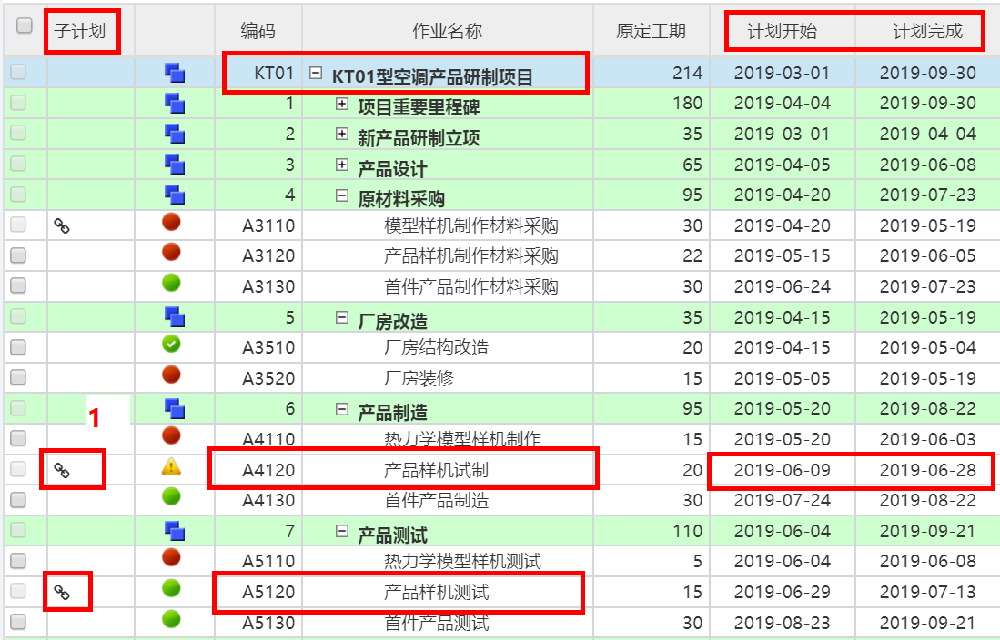 子计划 编码 作业名称 原定工期 计划开始 计划完成
KT01 KT01型空调产品研制项目 214 2019-03-01 2019-09-30
1 项目重要里程碑 180 2019-04-04 2019-09-30
2 新产品研制立项 35 2019-03-01 2019-04-04
3 产品设计 65 2019-04-05 2019-06-08
4 原材料采购 95 2019-04-20 2019-07-23
A3110 模型样机制作材料采购 30 2019-04-20 2019-05-19
A3120 产品样机制作材料采购 22 2019-05-15 2019-06-05
A3130 首件产品制作材料采购 30 2019-06-24 2019-07-23
5 厂房改造 35 2019-04-15 2019-05-19
A3510 厂房结构改造 20 2019-04-15 2019-05-04
A3520 厂房装修 15 2019-05-05 2019-05-19
1 6 产品制造 95 2019-05-20 2019-08-22
A4110 热力学模型样机制作 15 2019-05-20 2019-06-03
A4120 产品样机试制 20 2019-06-09 2019-06-28
A4130 首件产品制造 30 2019-07-24 2019-08-22
7 产品测试 110 2019-06-04 2019-09-21
A5110 热力学模型样机测试 5 2019-06-04 2019-06-08
A5120 产品样机测试 15 2019-06-29 2019-07-13
A5130 首件产品测试 30 2019-08-23 2019-09-21